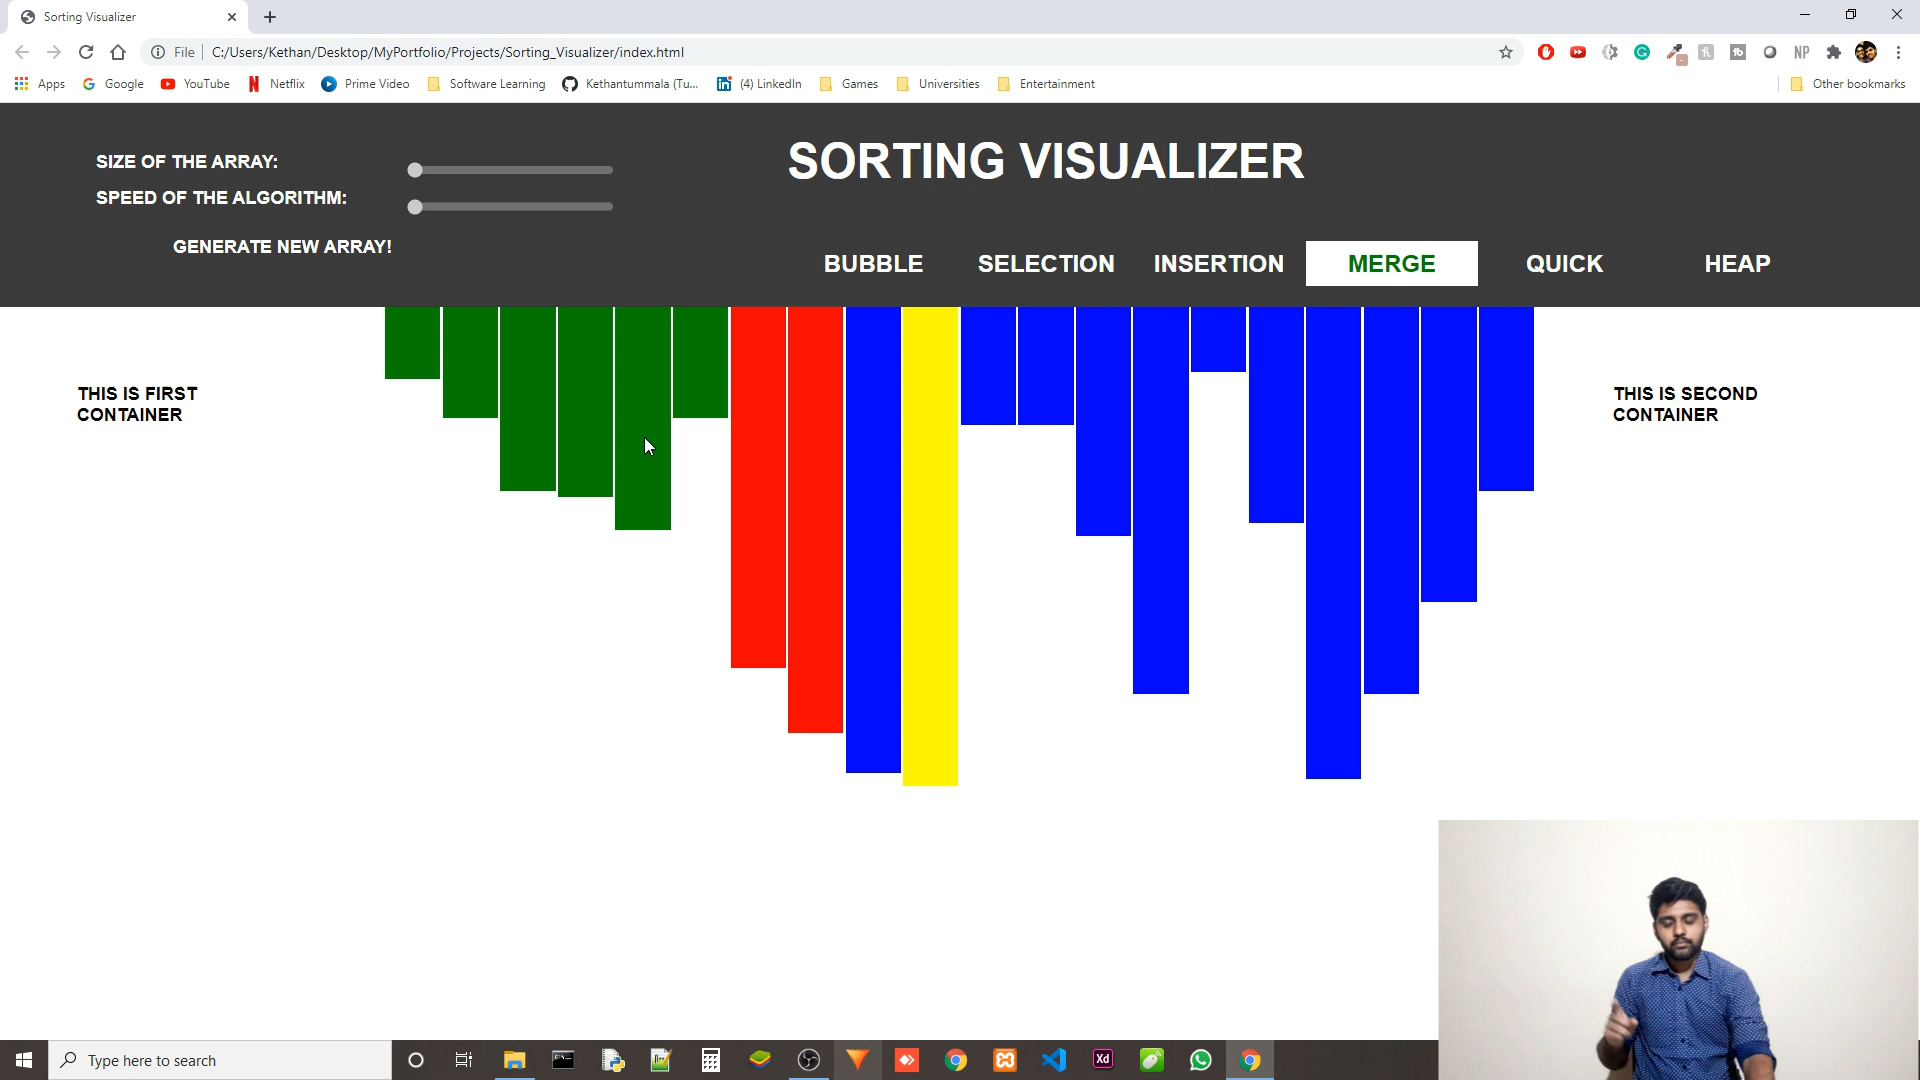 Sorting Visualizer
File
C:/Users/Kethan/Desktop/MyPortfolio/Projects/Sorting_Visualizer/index.html
NP
Apps Google YouTube Netflix Prime Video Software Learning Kethantummala (Tu... (4) LinkedIn Games Universities Entertainment Other bookmarks
SIZE OF THE ARRAY:
SPEED OF THE ALGORITHM:
GENERATE NEW ARRAY!
SORTING VISUALIZER
BUBBLE SELECTION INSERTION MERGE QUICK HEAP
THIS IS FIRST
CONTAINER
THIS IS SECOND
CONTAINER
Type here to search
Xd